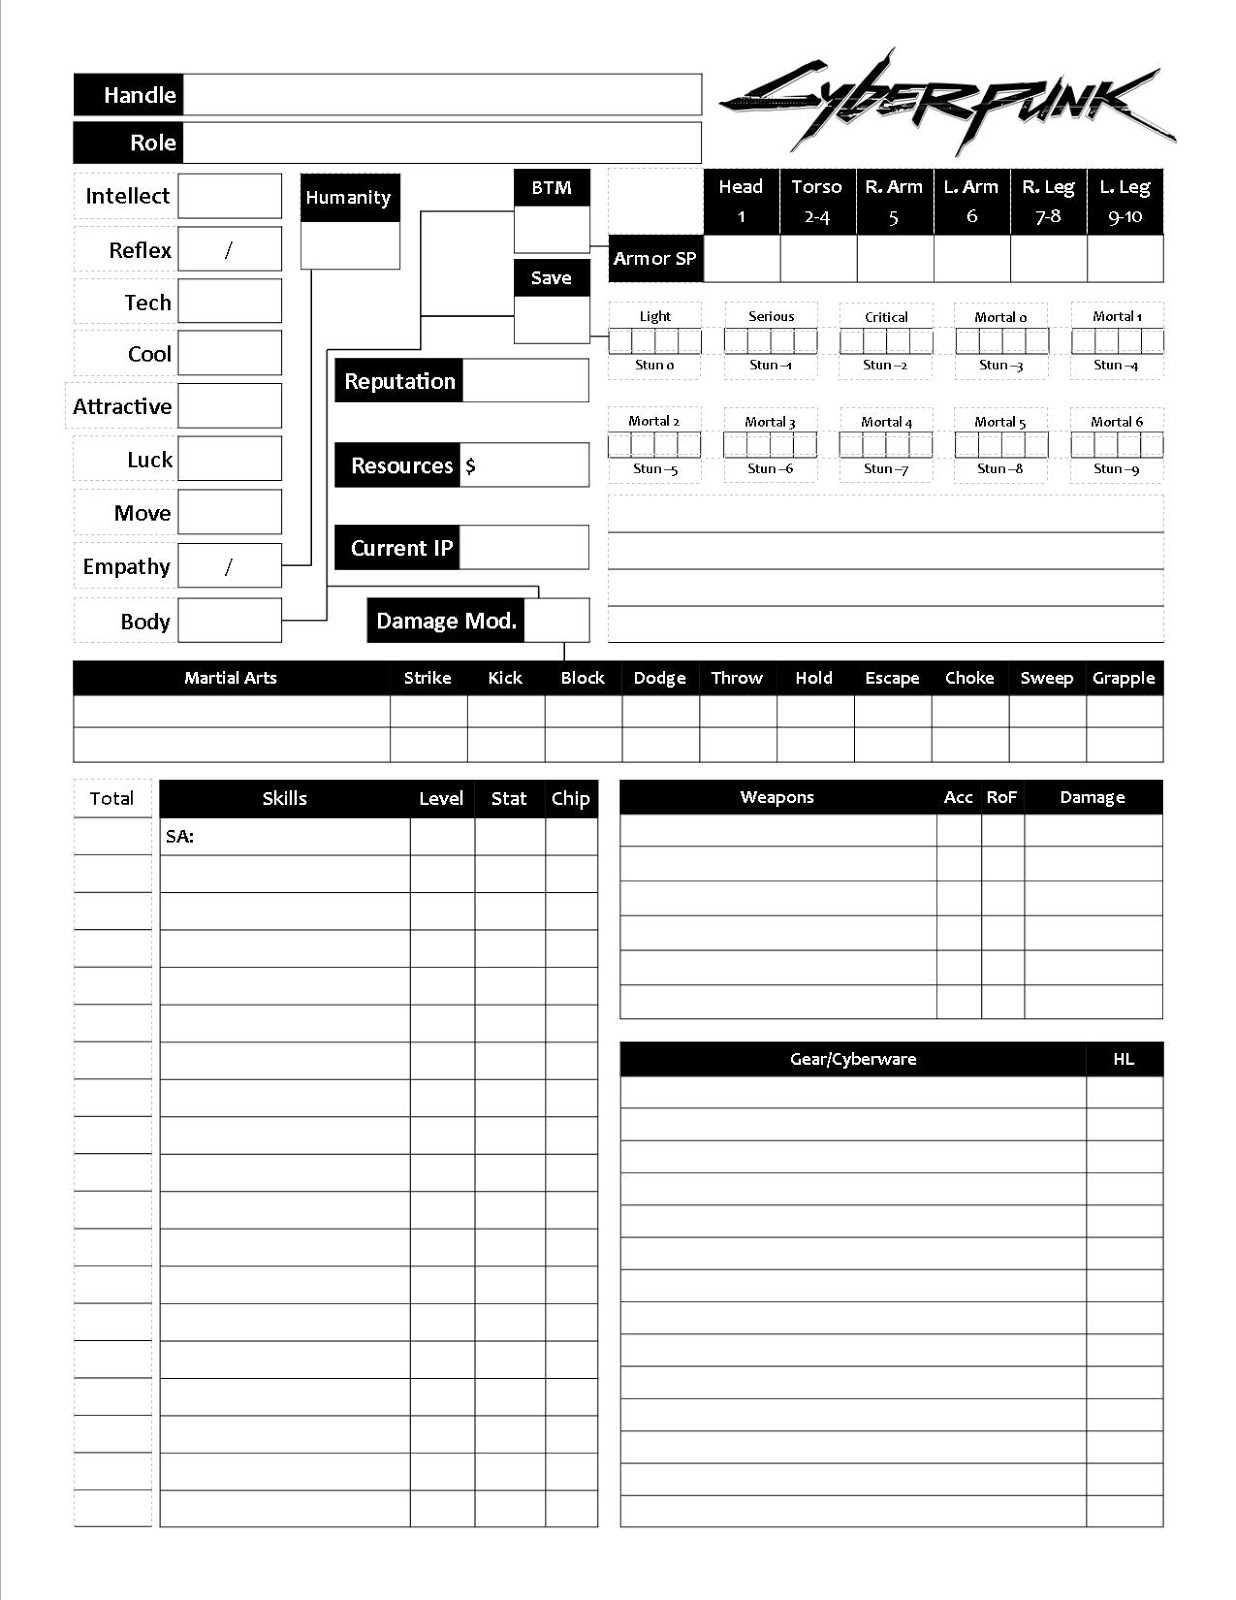 Handle
CYBERPUNK
Role
Intellect
Humanity
BTM
Head Torso R. Arm L. Arm R. Leg L. Leg
1 2-4 5 6 7-8 9-10
Reflex /
Armor SP
Save
Tech
Light Serious Critical Mortal 0 Mortal 1
Cool
Stun 0 Stun -1 Stun -2 Stun -3 Stun -4
Reputation
Attractive
Mortal 2 Mortal 3 Mortal 4 Mortal 5 Mortal 6
Luck
Resources $
Stun -5 Stun -6 Stun -7 Stun -8 Stun -9
Move
Current IP
Empathy /
Body
Damage Mod.
Martial Arts Strike Kick Block Dodge Throw Hold Escape Choke Sweep Grapple
Total Skills Level Stat Chip
Weapons Acc RoF Damage
SA:
Gear/Cyberware HL